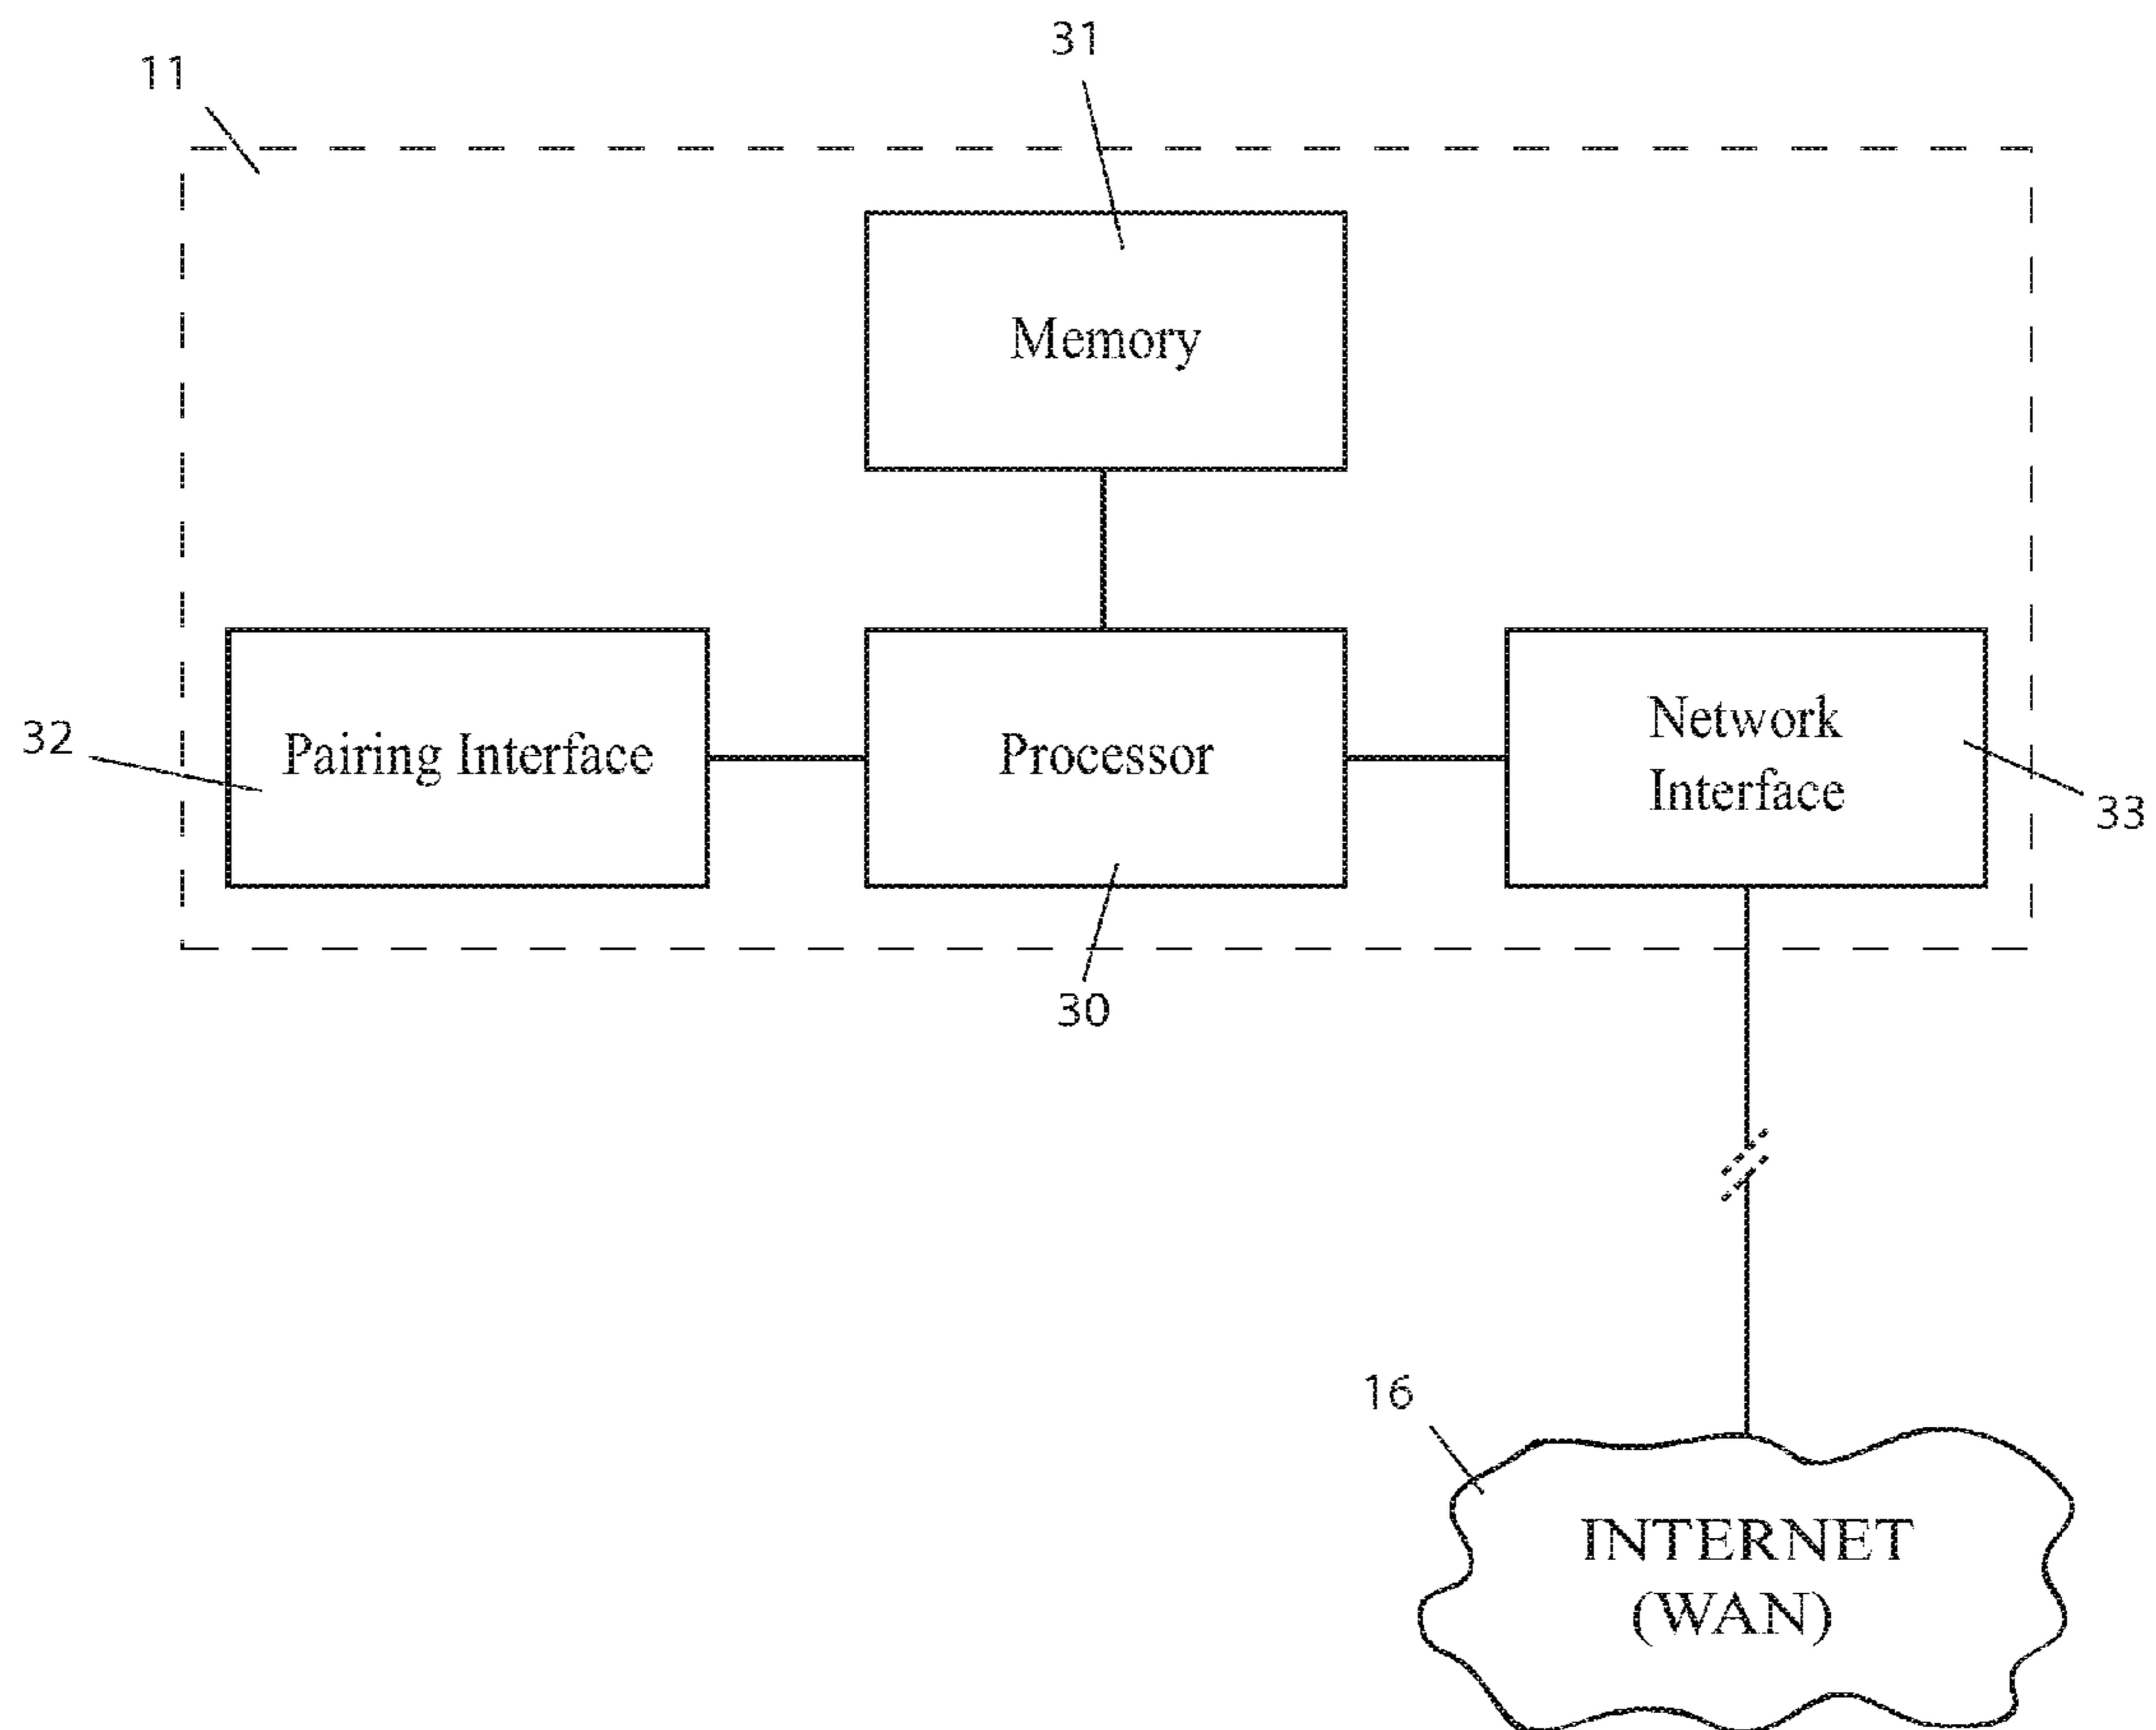 31
11
Memory
32
Pairing Interface
Processor
Network
Interface
33
30
16
INTERNET
(WAN)